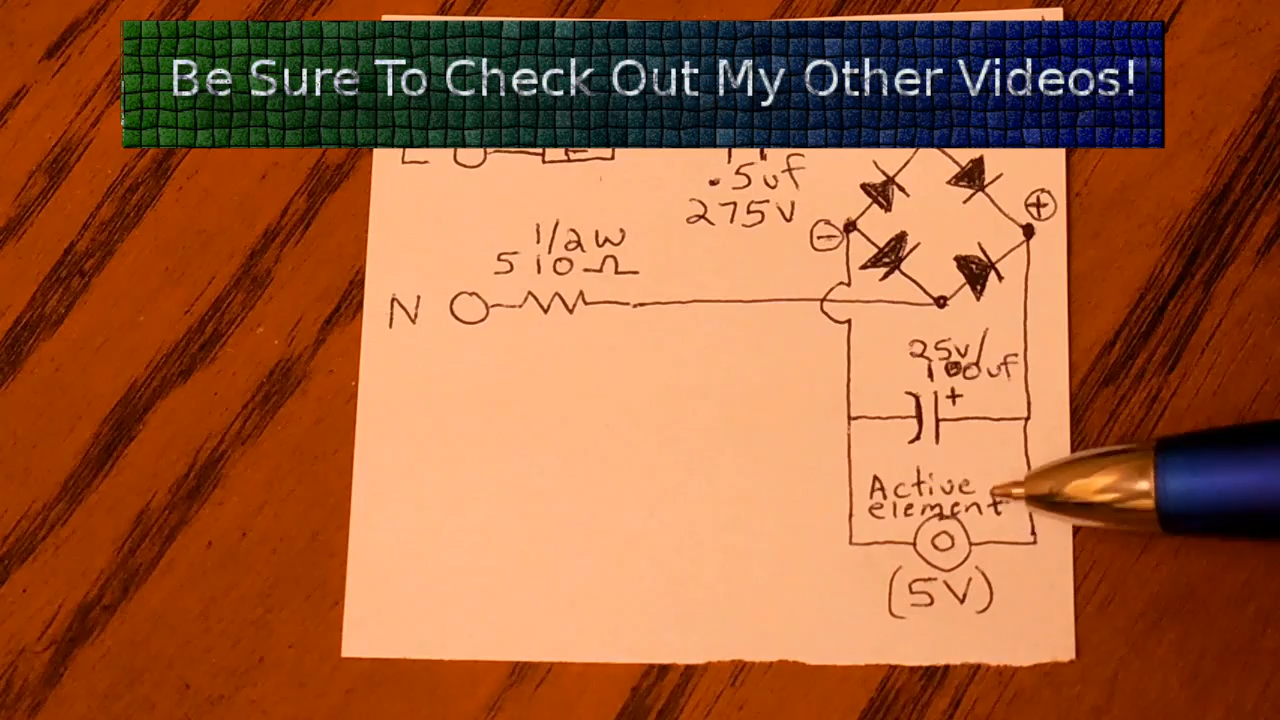 Be Sure To Check Out My Other Videos!
.5uf
275V
+
−
1/2W
510Ω
N
25V/
100uf
+
Active
element
(5V)